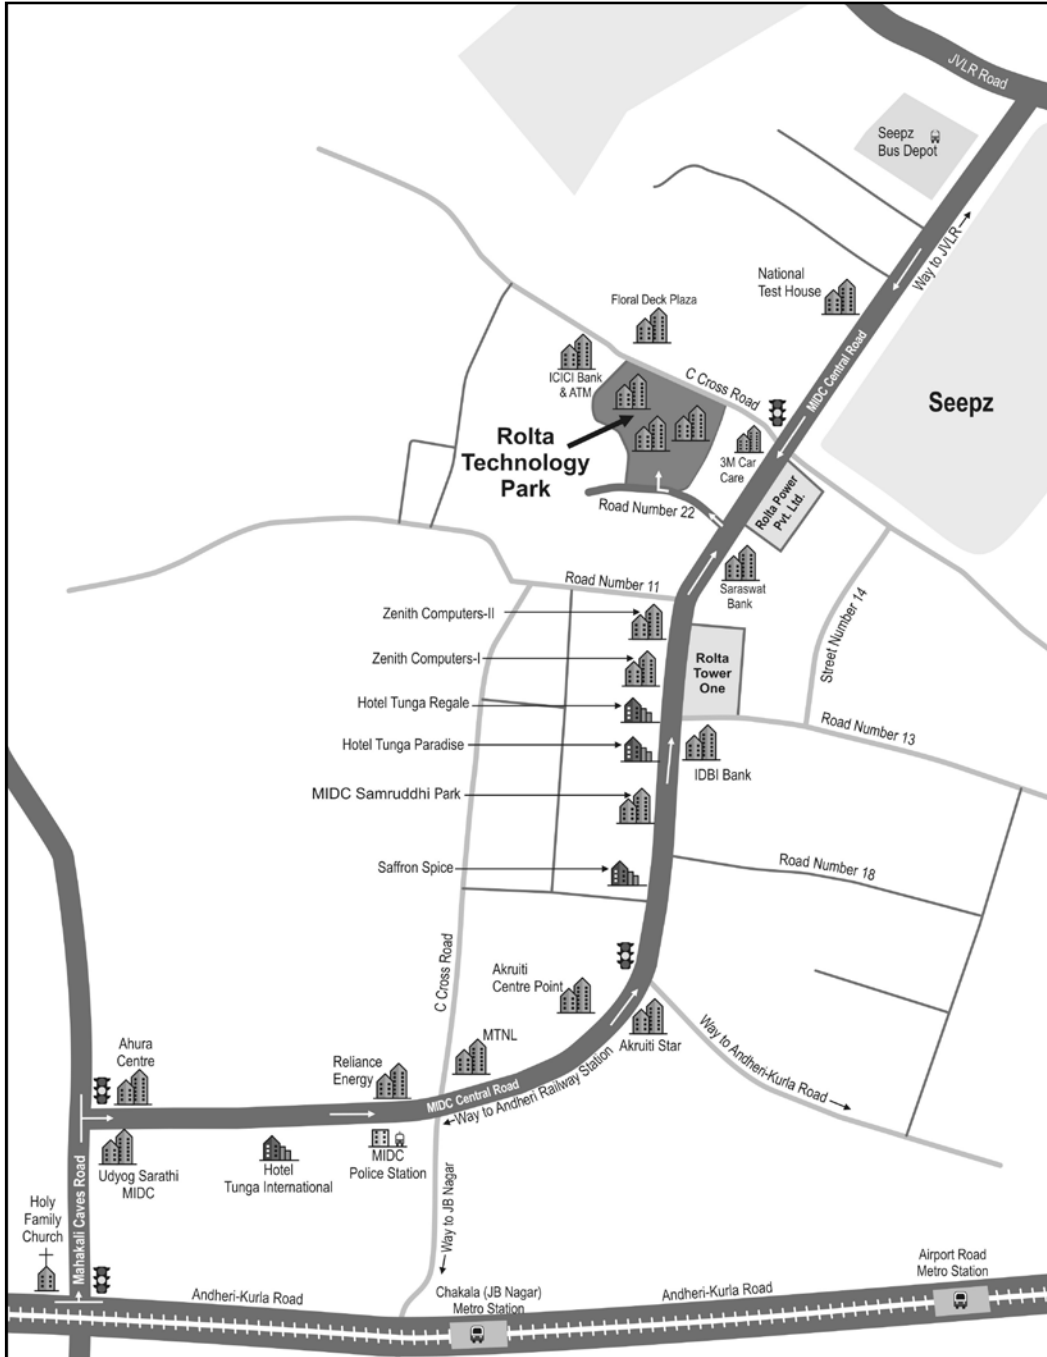 JVLR Road
Seepz
Bus Depot
Way to JVLR
National
Test House
Floral Deck Plaza
MIDC Central Road
ICICI Bank
& ATM
C Cross Road
Seepz
Rolta
Technology
Park
3M Car
Care
Rolta Power
Pvt. Ltd.
Road Number 22
Saraswat
Bank
Road Number 11
Street Number 14
Zenith Computers-II
Zenith Computers-I
Rolta
Tower
One
Hotel Tunga Regale
Road Number 13
Hotel Tunga Paradise
IDBI Bank
MIDC Samruddhi Park
Saffron Spice
Road Number 18
C Cross Road
Akruiti
Centre Point
Akruiti Star
Way to Andheri-Kurla Road
MTNL
Ahura
Centre
Reliance
Energy
MIDC Central Road
Way to Andheri Railway Station
Udyog Sarathi
MIDC
Hotel
Tunga International
MIDC
Police Station
Mahakali Caves Road
Way to JB Nagar
Holy
Family
Church
Andheri-Kurla Road
Chakala (JB Nagar)
Metro Station
Andheri-Kurla Road
Airport Road
Metro Station